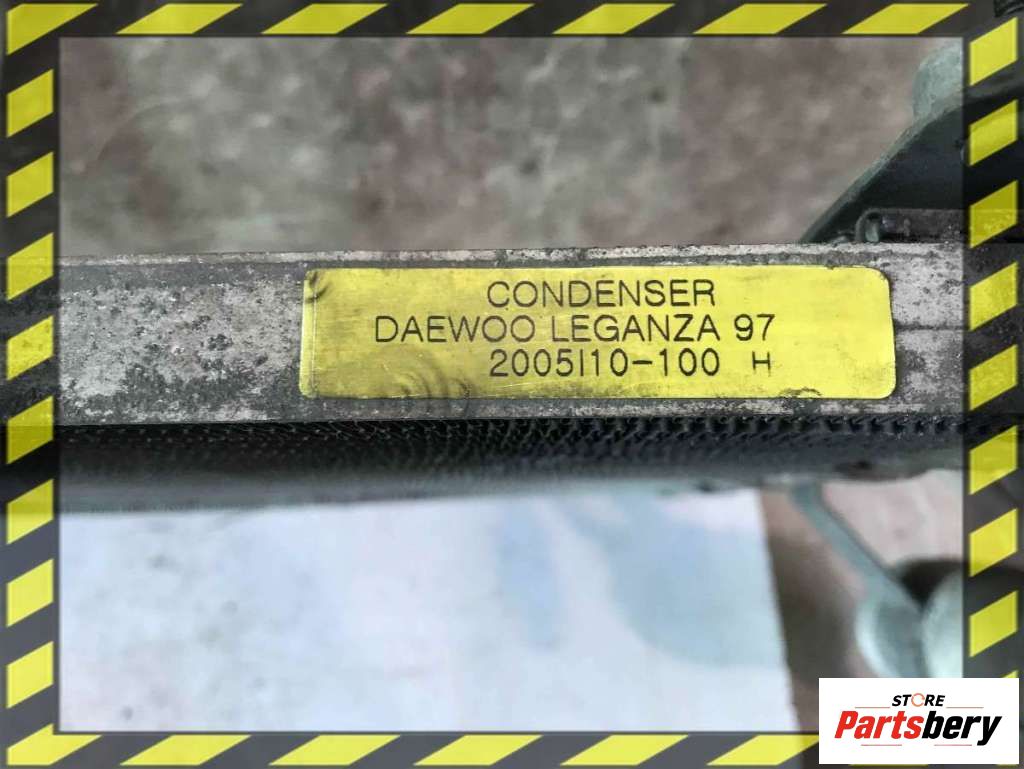 CONDENSER
DAEWOO LEGANZA 97
2005I10-100 H
STORE
Partsbery